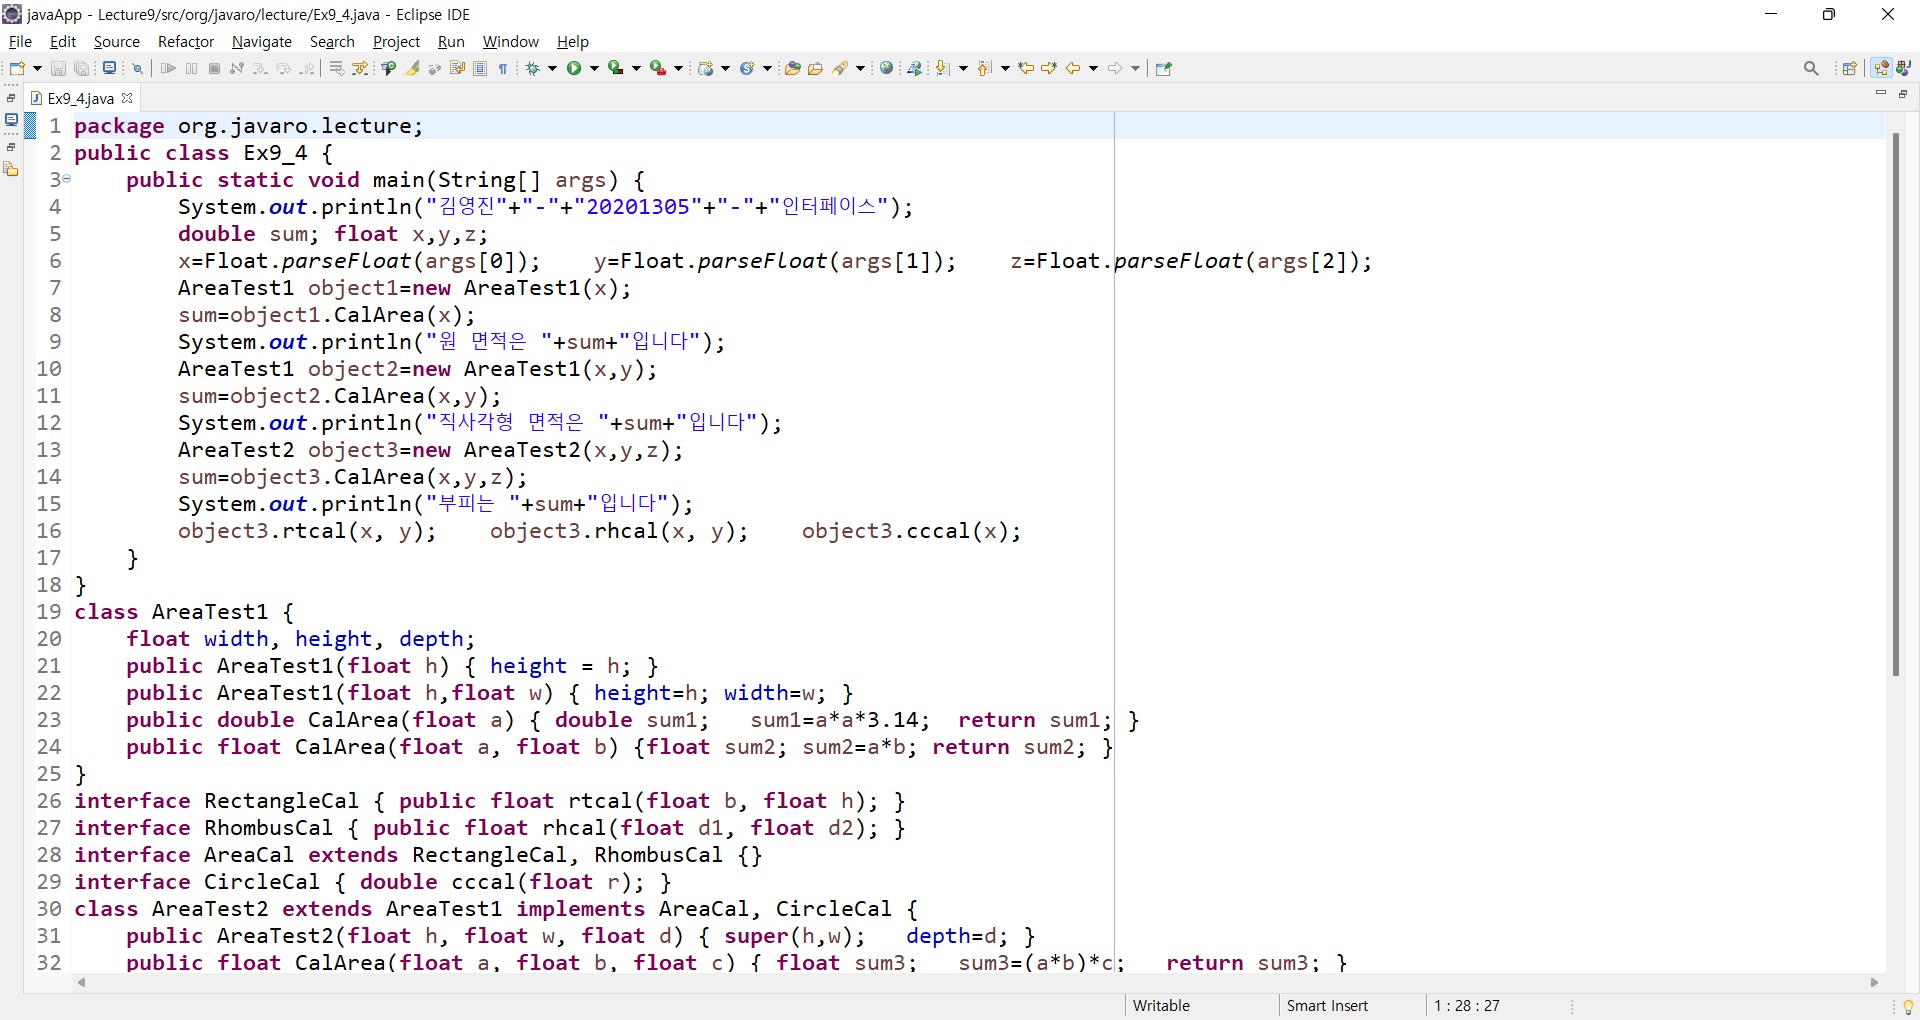 javaApp - Lecture9/src/org/javaro/lecture/Ex9_4.java - Eclipse IDE
File Edit Source Refactor Navigate Search Project Run Window Help
Ex9_4.java
1 package org.javaro.lecture;
2 public class Ex9_4 {
3 public static void main(String[] args) {
4 System.out.println("김영진"+"-"+"20201305"+"-"+"인터페이스");
5 double sum; float x,y,z;
6 x=Float.parseFloat(args[0]); y=Float.parseFloat(args[1]); z=Float.parseFloat(args[2]);
7 AreaTest1 object1=new AreaTest1(x);
8 sum=object1.CalArea(x);
9 System.out.println("원 면적은 "+sum+"입니다");
10 AreaTest1 object2=new AreaTest1(x,y);
11 sum=object2.CalArea(x,y);
12 System.out.println("직사각형 면적은 "+sum+"입니다");
13 AreaTest2 object3=new AreaTest2(x,y,z);
14 sum=object3.CalArea(x,y,z);
15 System.out.println("부피는 "+sum+"입니다");
16 object3.rtcal(x, y); object3.rhcal(x, y); object3.cccal(x);
17 }
18 }
19 class AreaTest1 {
20 float width, height, depth;
21 public AreaTest1(float h) { height = h; }
22 public AreaTest1(float h,float w) { height=h; width=w; }
23 public double CalArea(float a) { double sum1; sum1=a*a*3.14; return sum1; }
24 public float CalArea(float a, float b) {float sum2; sum2=a*b; return sum2; }
25 }
26 interface RectangleCal { public float rtcal(float b, float h); }
27 interface RhombusCal { public float rhcal(float d1, float d2); }
28 interface AreaCal extends RectangleCal, RhombusCal {}
29 interface CircleCal { double cccal(float r); }
30 class AreaTest2 extends AreaTest1 implements AreaCal, CircleCal {
31 public AreaTest2(float h, float w, float d) { super(h,w); depth=d; }
32 public float CalArea(float a, float b, float c) { float sum3; sum3=(a*b)*c; return sum3; }
Writable Smart Insert 1 : 28 : 27